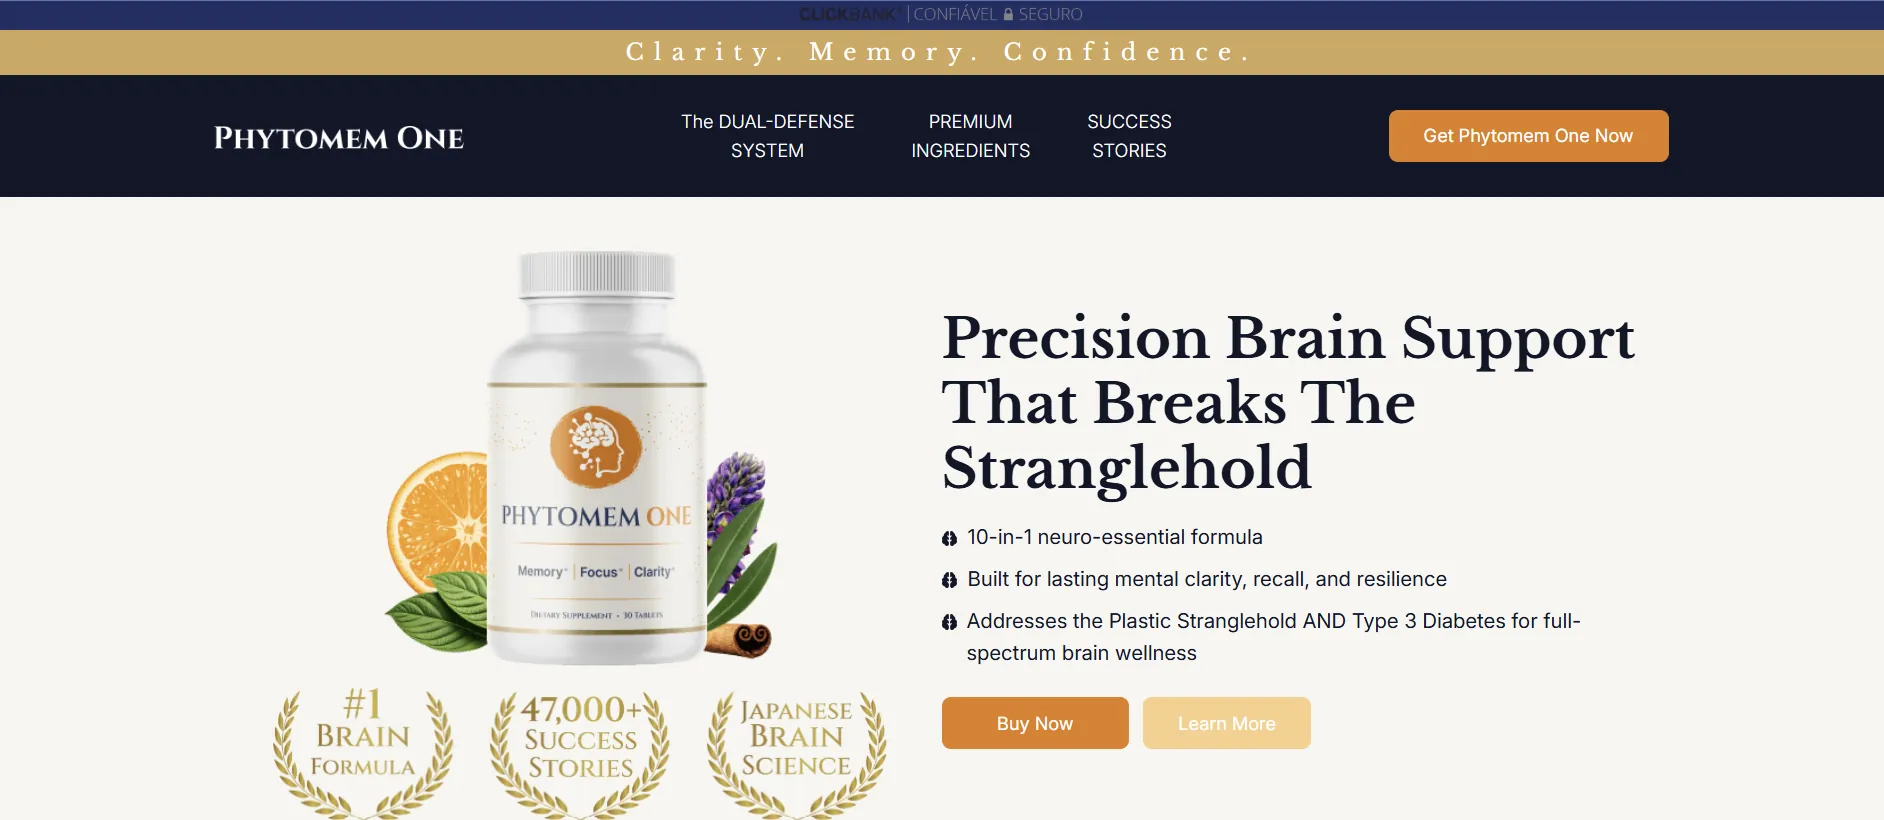 CLICKBANK® | CONFIÁVEL SEGURO
Clarity. Memory. Confidence.
PHYTOMEM ONE
The DUAL-DEFENSE
SYSTEM
PREMIUM
INGREDIENTS
SUCCESS
STORIES
Get Phytomem One Now
PHYTOMEM ONE
Memory+ | Focus+ | Clarity+
DIETARY SUPPLEMENT • 30 TABLETS
#1
BRAIN
FORMULA
47,000+
SUCCESS
STORIES
JAPANESE
BRAIN
SCIENCE
Precision Brain Support
That Breaks The
Stranglehold
10-in-1 neuro-essential formula
Built for lasting mental clarity, recall, and resilience
Addresses the Plastic Stranglehold AND Type 3 Diabetes for full-
spectrum brain wellness
Buy Now
Learn More